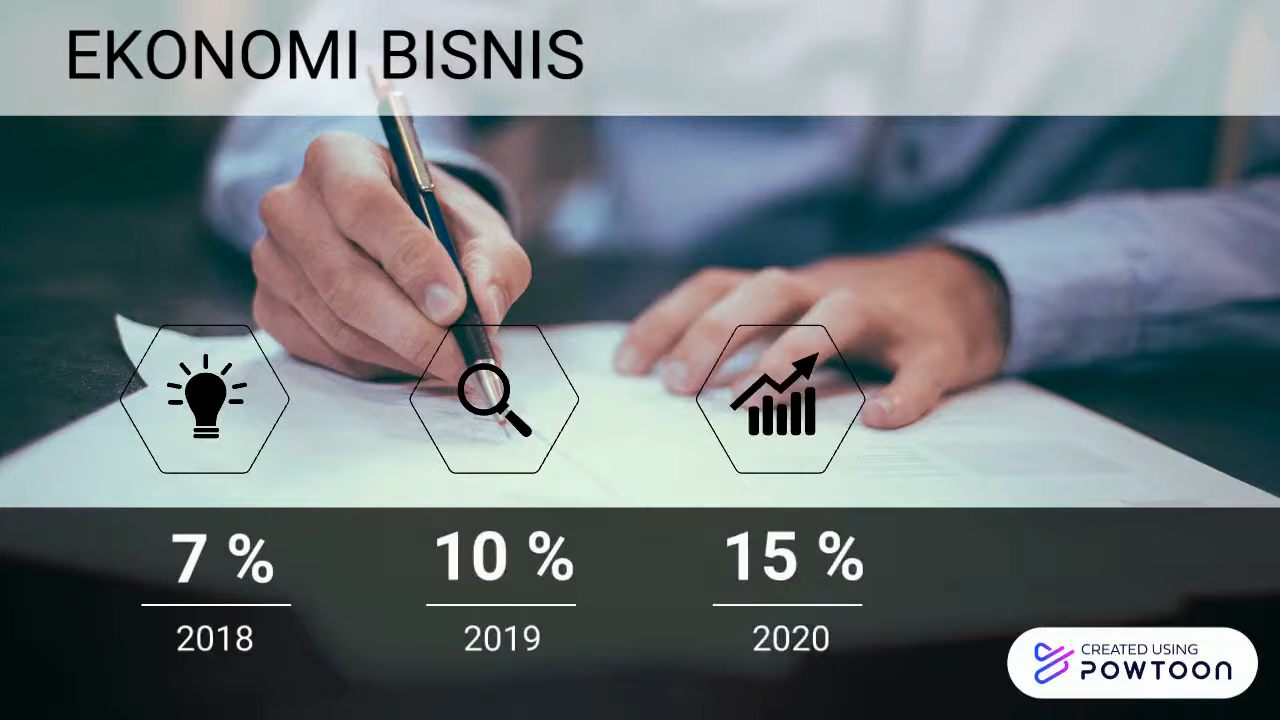 EKONOMI BISNIS
7 %
10 %
15 %
2018
2019
2020
CREATED USING
POWTOON